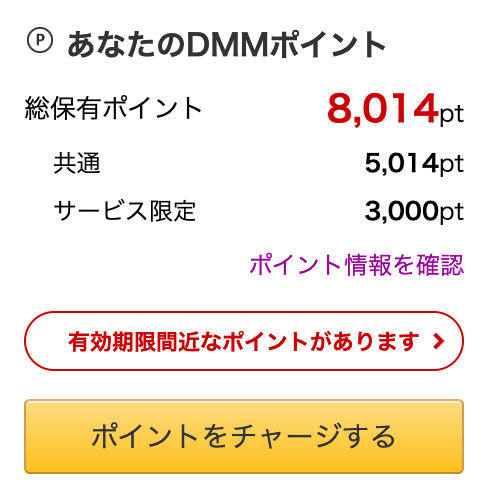 Ⓟ あなたのDMMポイント
総保有ポイント 8,014pt
共通 5,014pt
サービス限定 3,000pt
ポイント情報を確認
有効期限間近なポイントがあります
ポイントをチャージする